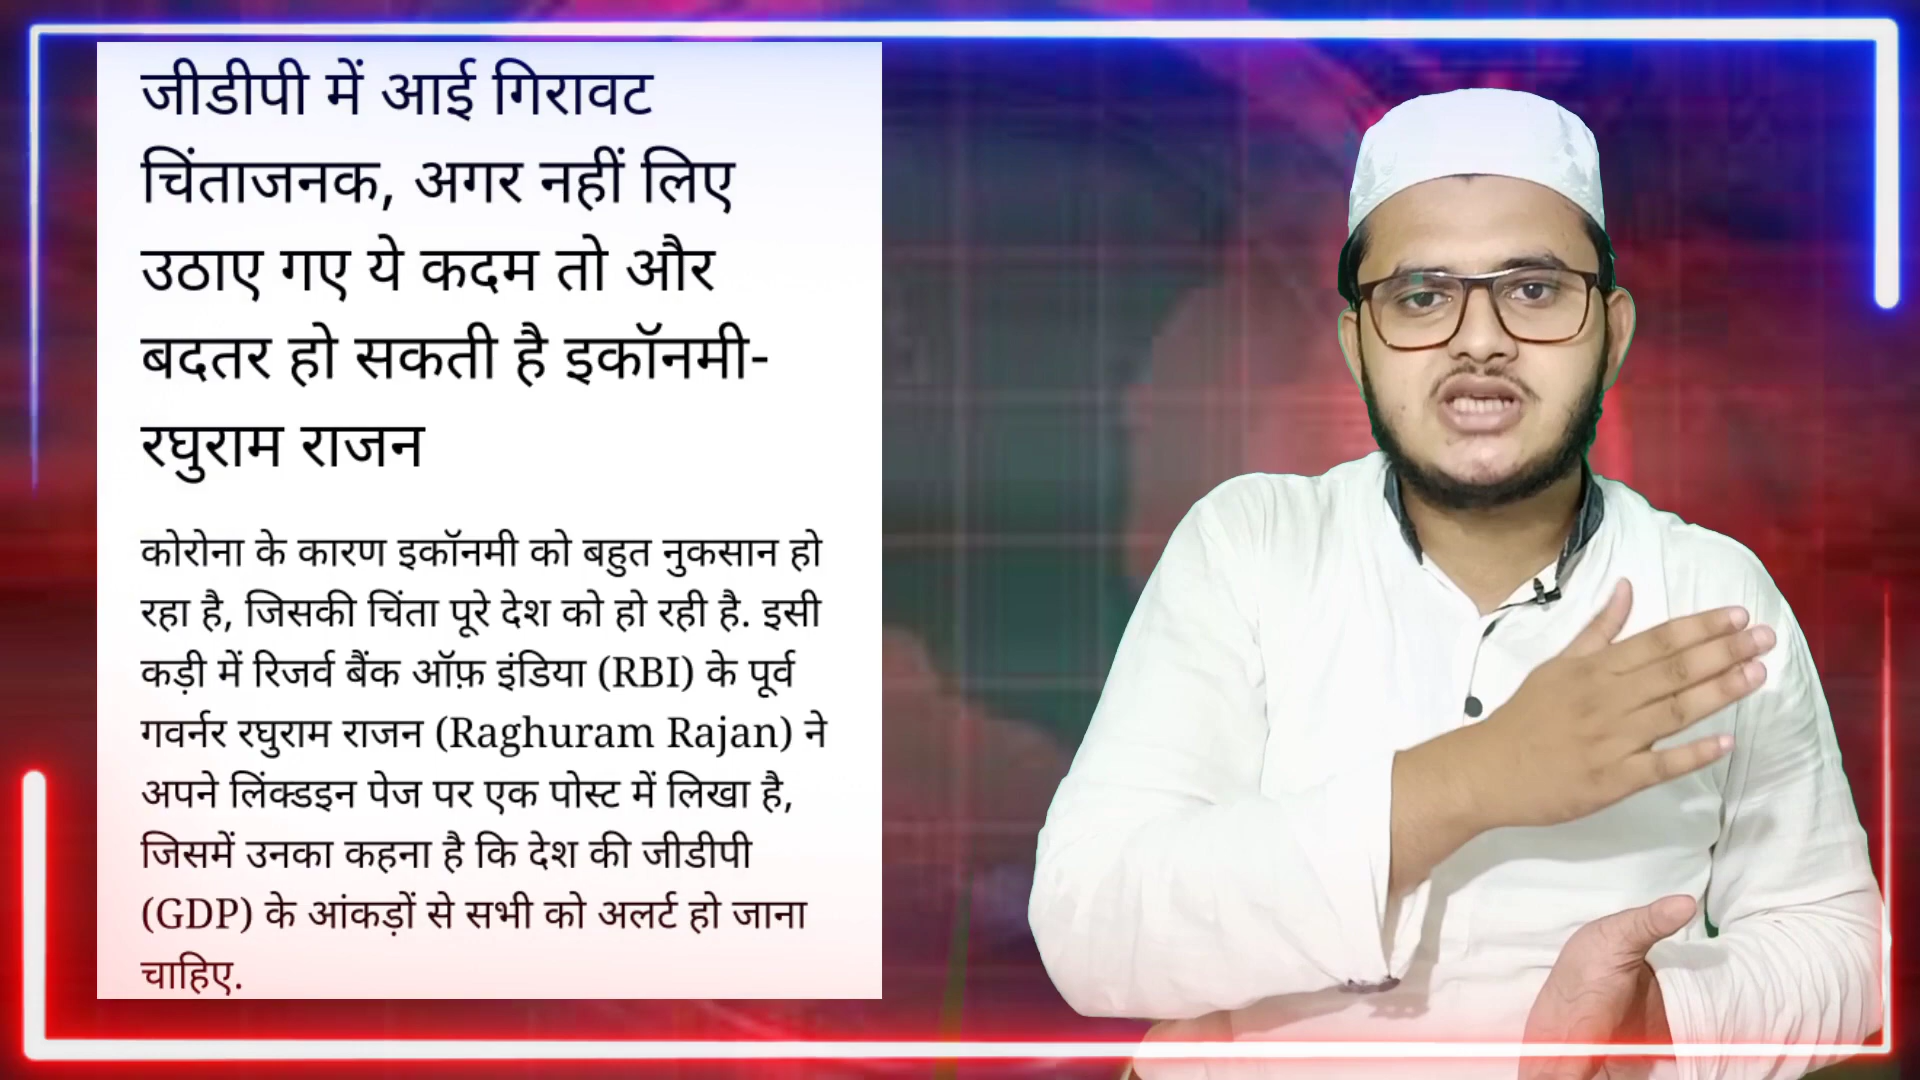 जीडीपी में आई गिरावट
चिंताजनक, अगर नहीं लिए
उठाए गए ये कदम तो और
बदतर हो सकती है इकॉनमी-
रघुराम राजन
कोरोना के कारण इकॉनमी को बहुत नुकसान हो
रहा है, जिसकी चिंता पूरे देश को हो रही है. इसी
कड़ी में रिजर्व बैंक ऑफ़ इंडिया (RBI) के पूर्व
गवर्नर रघुराम राजन (Raghuram Rajan) ने
अपने लिंक्डइन पेज पर एक पोस्ट में लिखा है,
जिसमें उनका कहना है कि देश की जीडीपी
(GDP) के आंकड़ों से सभी को अलर्ट हो जाना
चाहिए.